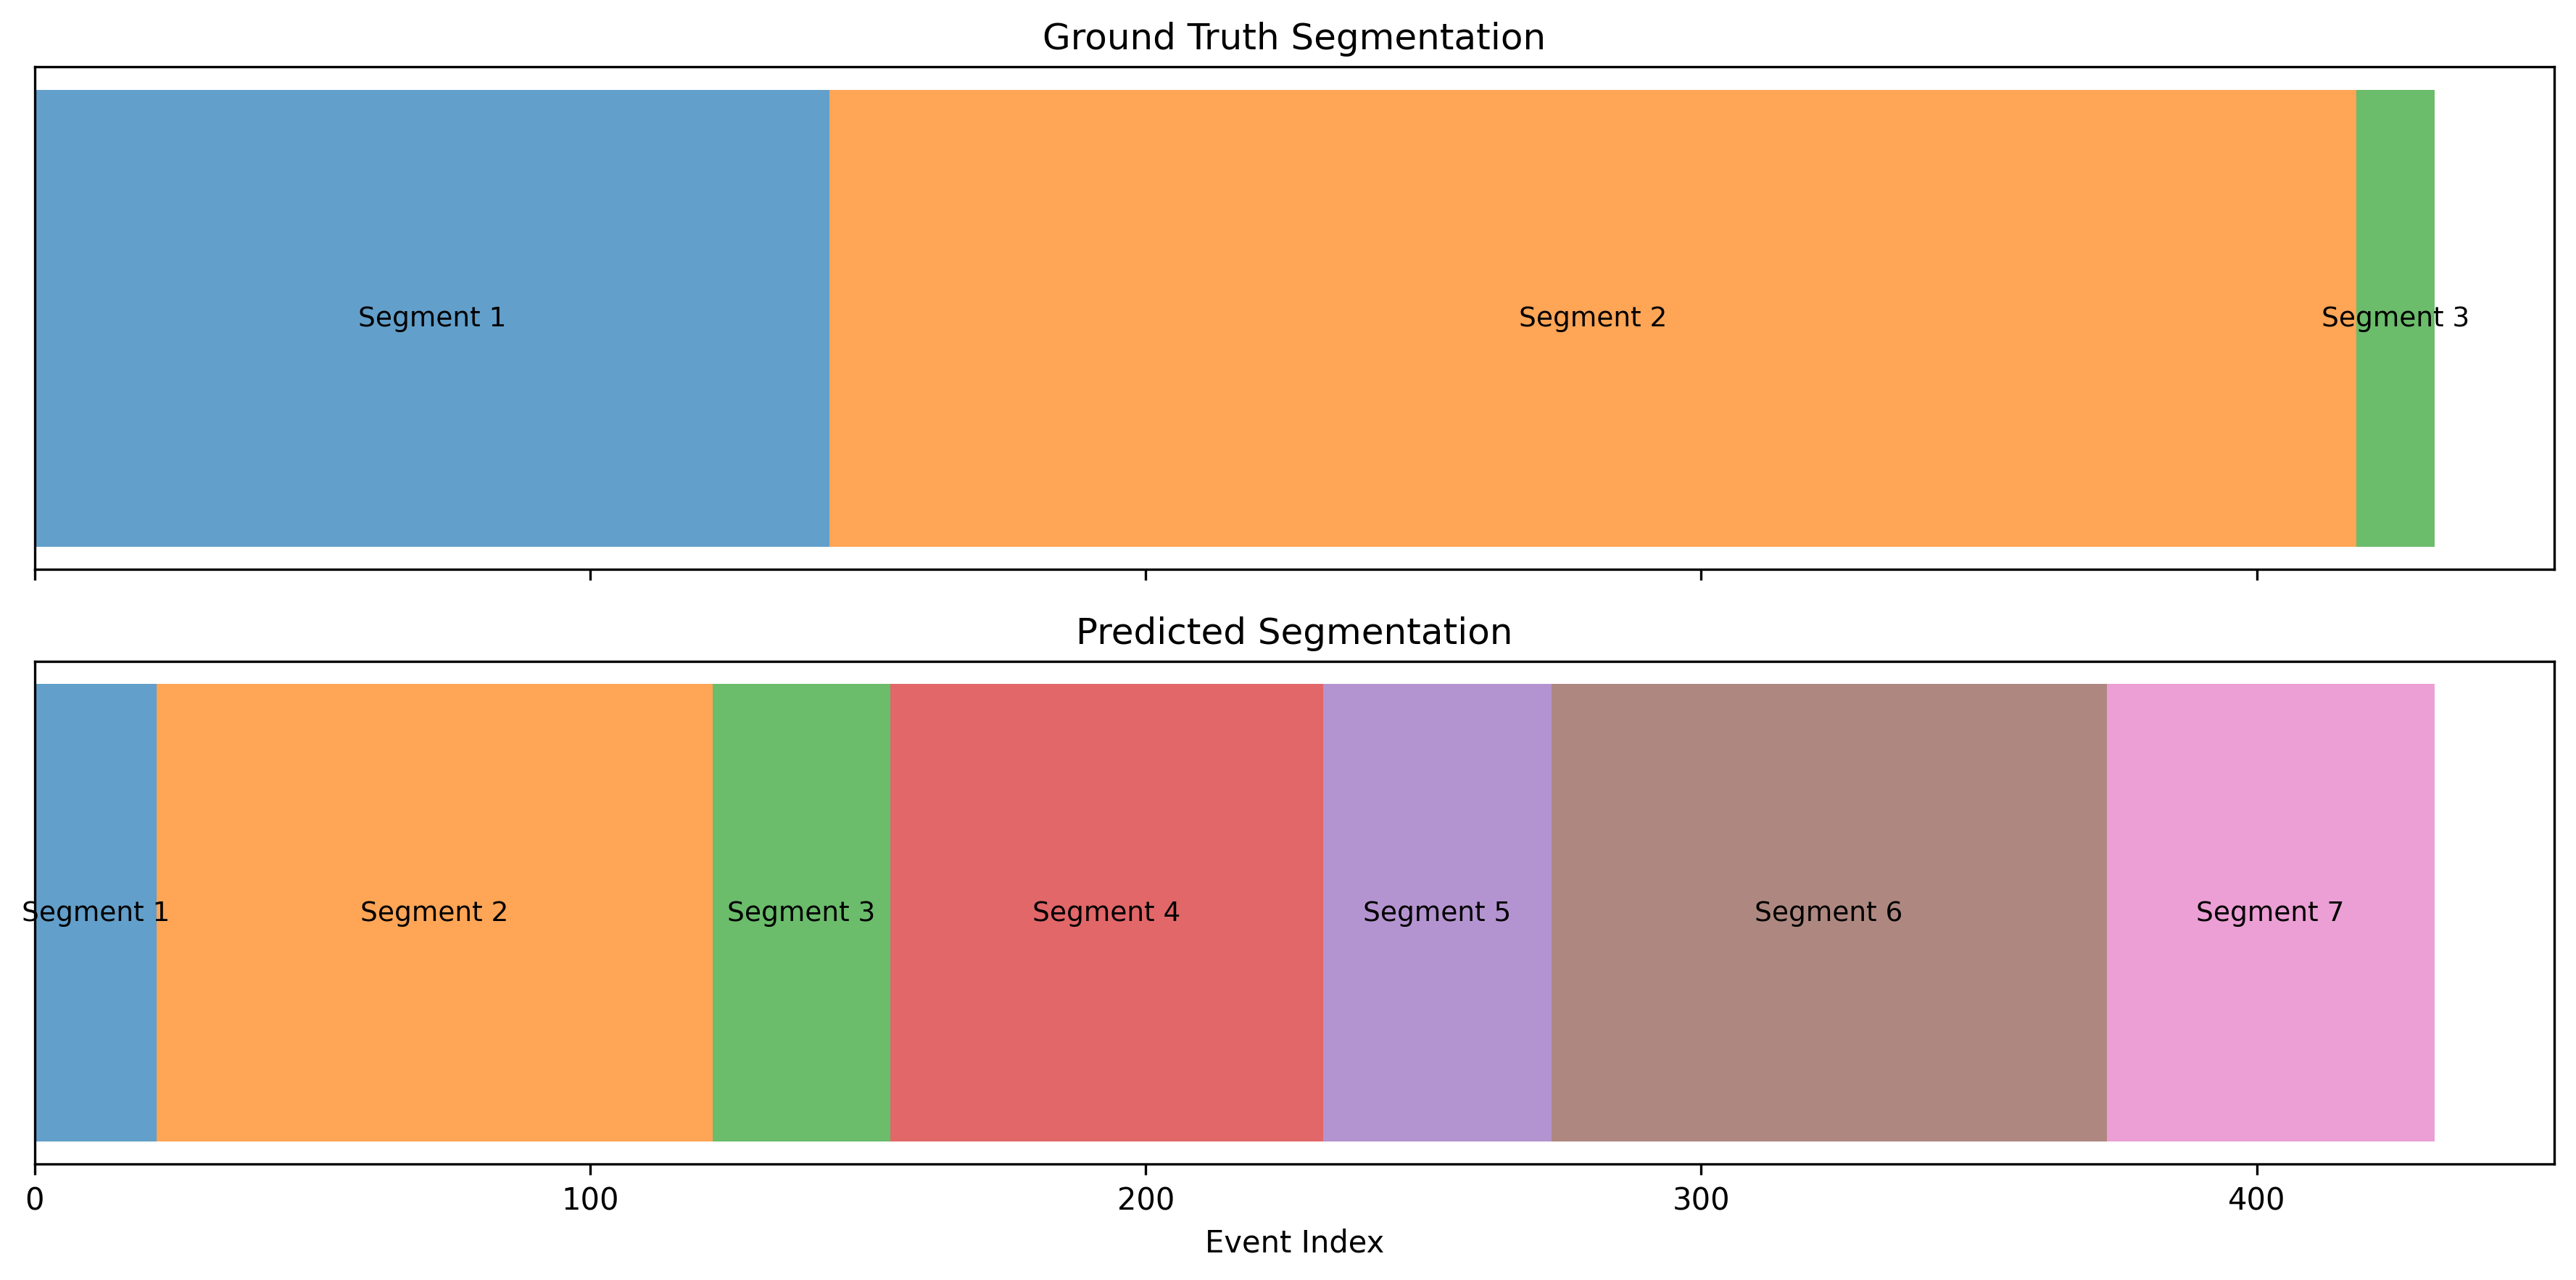 Ground Truth Segmentation
Segment 1
Segment 2
Segment 3
Predicted Segmentation
Segment 1
Segment 2
Segment 3
Segment 4
Segment 5
Segment 6
Segment 7
0
100
200
300
400
Event Index